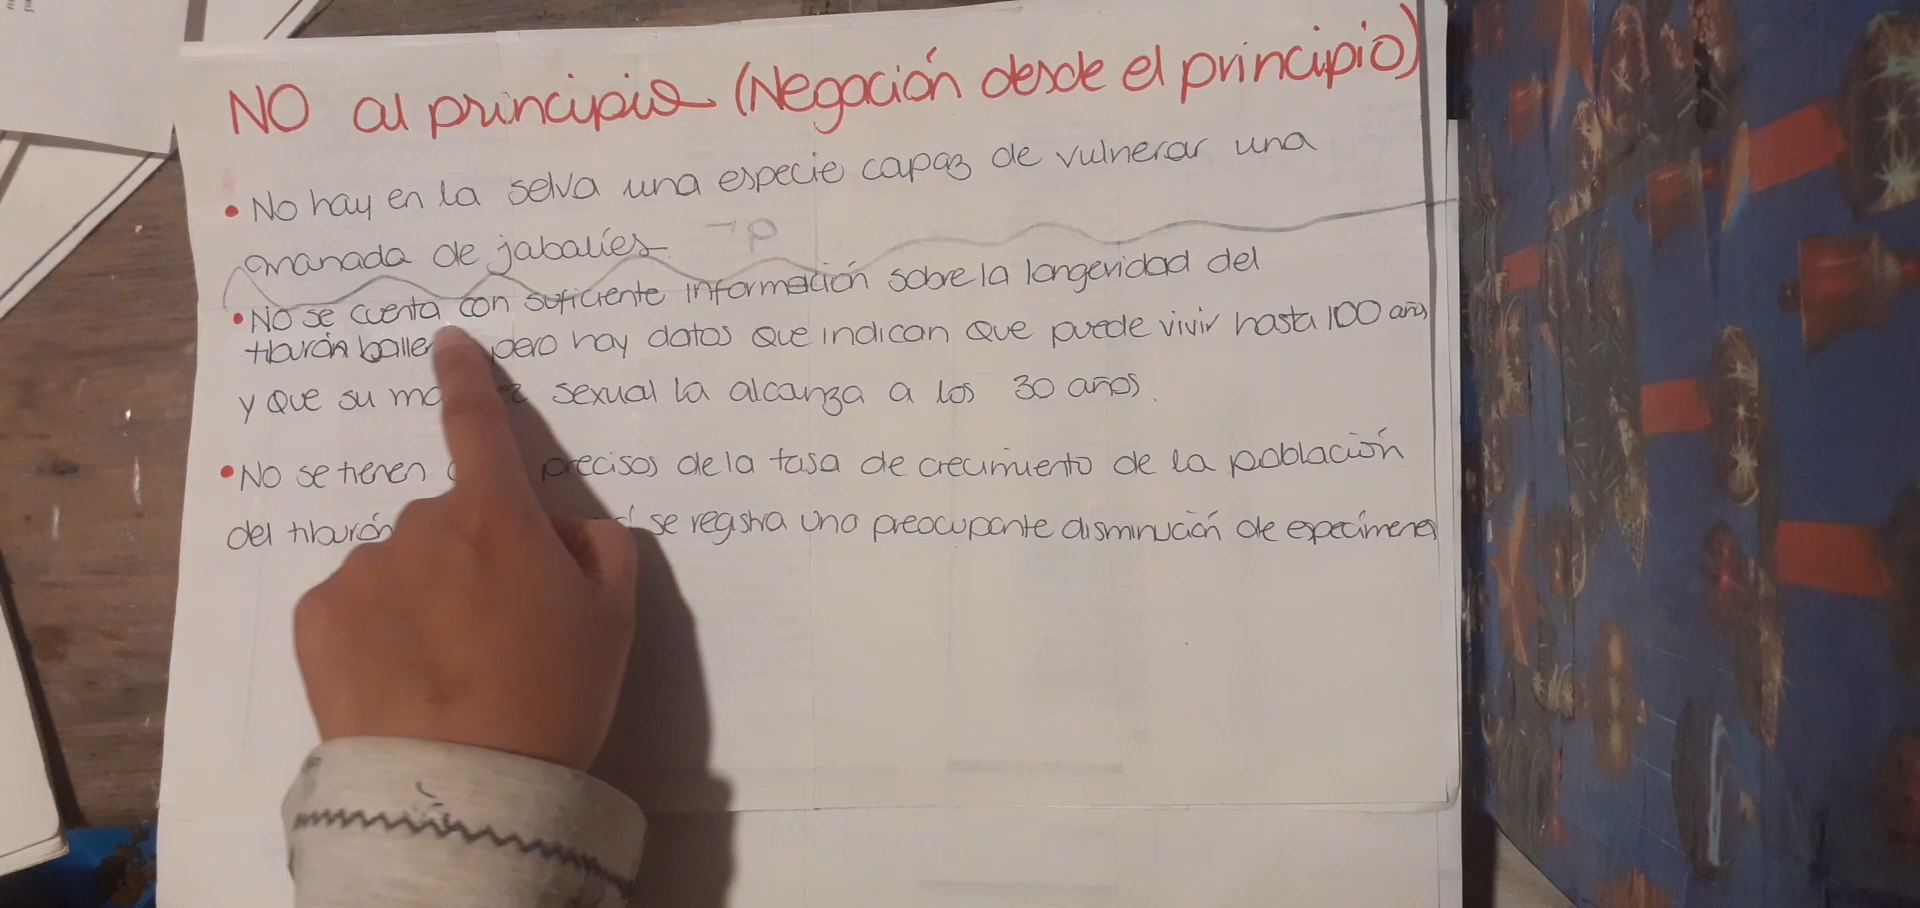 NO al principio (Negación desde el principio)
• No hay en la selva una especie capaz de vulnerar una
manada de jabalíes. ¬p
• No se cuenta con suficiente información sobre la longevidad del
tiburón pero hay datos que indican que puede vivir hasta 100 años
y que su sexual la alcanza a los 30 años.
• No se tienen precisos de la tasa de crecimiento de la población
del tiburón se registra una preocupante disminución de especímenes